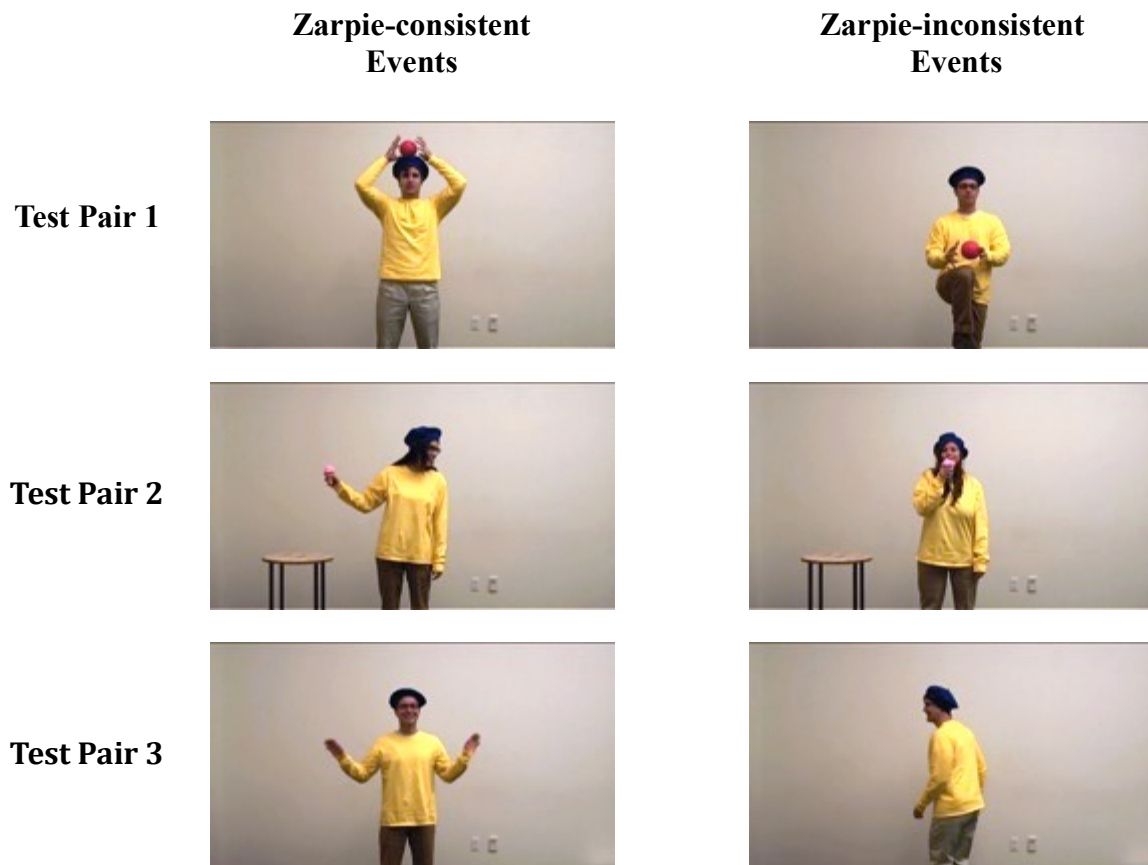 Zarpie-consistent
Events
Zarpie-inconsistent
Events
Test Pair 1
Test Pair 2
Test Pair 3